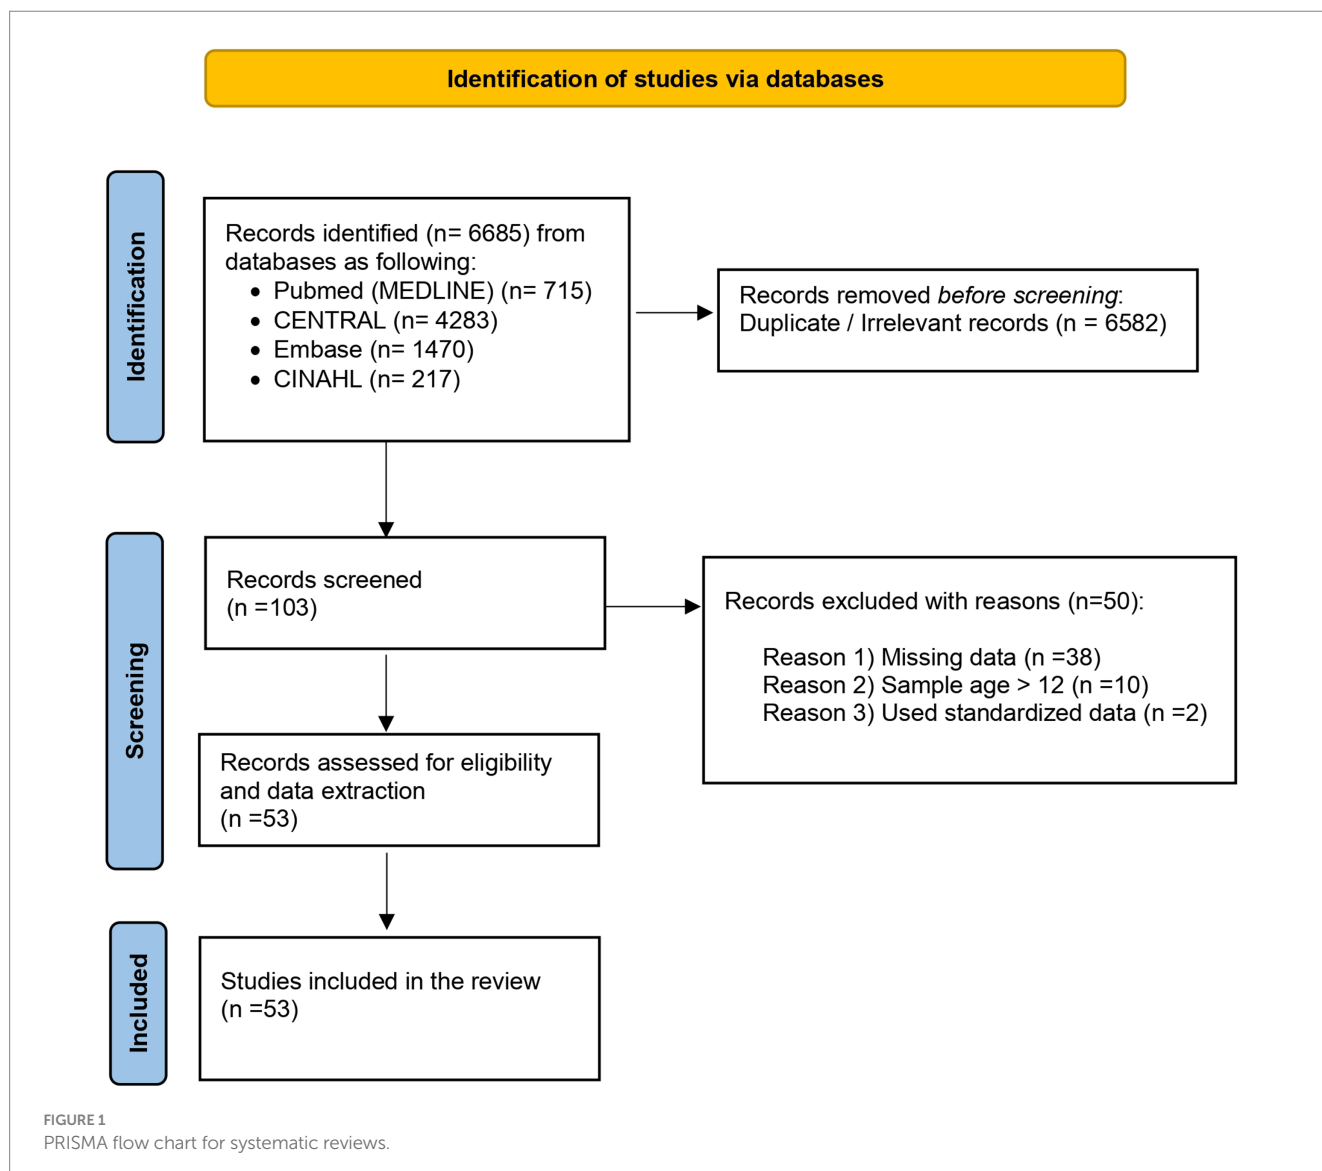 Identification of studies via databases
Identification
Records identified (n= 6685) from
databases as following:
• Pubmed (MEDLINE) (n= 715)
• CENTRAL (n= 4283)
• Embase (n= 1470)
• CINAHL (n= 217)
Records removed before screening:
Duplicate / Irrelevant records (n = 6582)
Screening
Records screened
(n =103)
Records excluded with reasons (n=50):
Reason 1) Missing data (n =38)
Reason 2) Sample age > 12 (n =10)
Reason 3) Used standardized data (n =2)
Records assessed for eligibility
and data extraction
(n =53)
Included
Studies included in the review
(n =53)
FIGURE 1
PRISMA flow chart for systematic reviews.